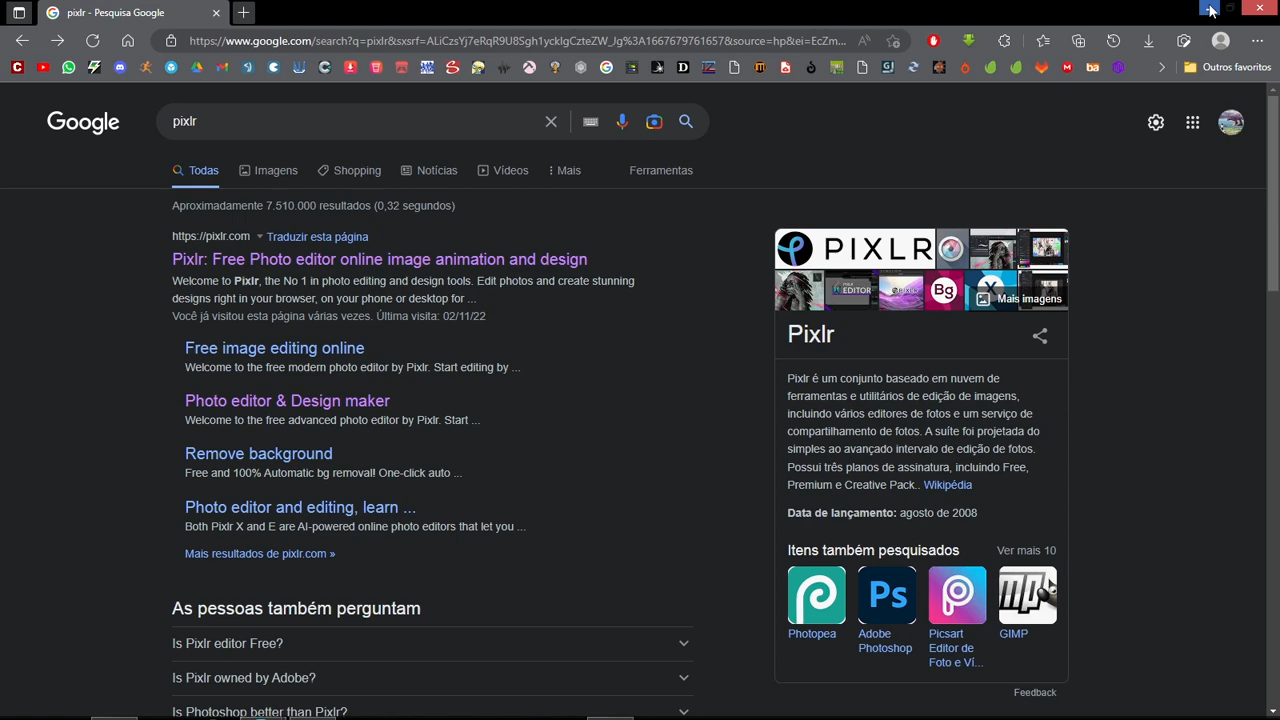 pixlr - Pesquisa Google
https://www.google.com/search?q=pixlr&sxsrf=ALiCzsYj7eRqR9U8Sgh1yckIgCzteZW_Jg%3A1667679761657&source=hp&ei=EcZm...
Outros favoritos
Google
pixlr
Todas
Imagens
Shopping
Notícias
Vídeos
Mais
Ferramentas
Aproximadamente 7.510.000 resultados (0,32 segundos)
https://pixlr.com
Traduzir esta página
Pixlr: Free Photo editor online image animation and design
Welcome to Pixlr, the No 1 in photo editing and design tools. Edit photos and create stunning
designs right in your browser, on your phone or desktop for ...
Você já visitou esta página várias vezes. Última visita: 02/11/22
Free image editing online
Welcome to the free modern photo editor by Pixlr. Start editing by ...
Photo editor & Design maker
Welcome to the free advanced photo editor by Pixlr. Start ...
Remove background
Free and 100% Automatic bg removal! One-click auto ...
Photo editor and editing, learn ...
Both Pixlr X and E are AI-powered online photo editors that let you ...
Mais resultados de pixlr.com »
As pessoas também perguntam
Is Pixlr editor Free?
Is Pixlr owned by Adobe?
Is Photoshop better than Pixlr?
PIXLR
EDITOR
Bg
X
Mais imagens
Pixlr
Pixlr é um conjunto baseado em nuvem de
ferramentas e utilitários de edição de imagens,
incluindo vários editores de fotos e um serviço de
compartilhamento de fotos. A suíte foi projetada do
simples ao avançado intervalo de edição de fotos.
Possui três planos de assinatura, incluindo Free,
Premium e Creative Pack.. Wikipédia
Data de lançamento: agosto de 2008
Itens também pesquisados
Ver mais 10
Ps
Photopea
Adobe
Photoshop
Picsart
Editor de
Foto e Ví...
GIMP
Feedback